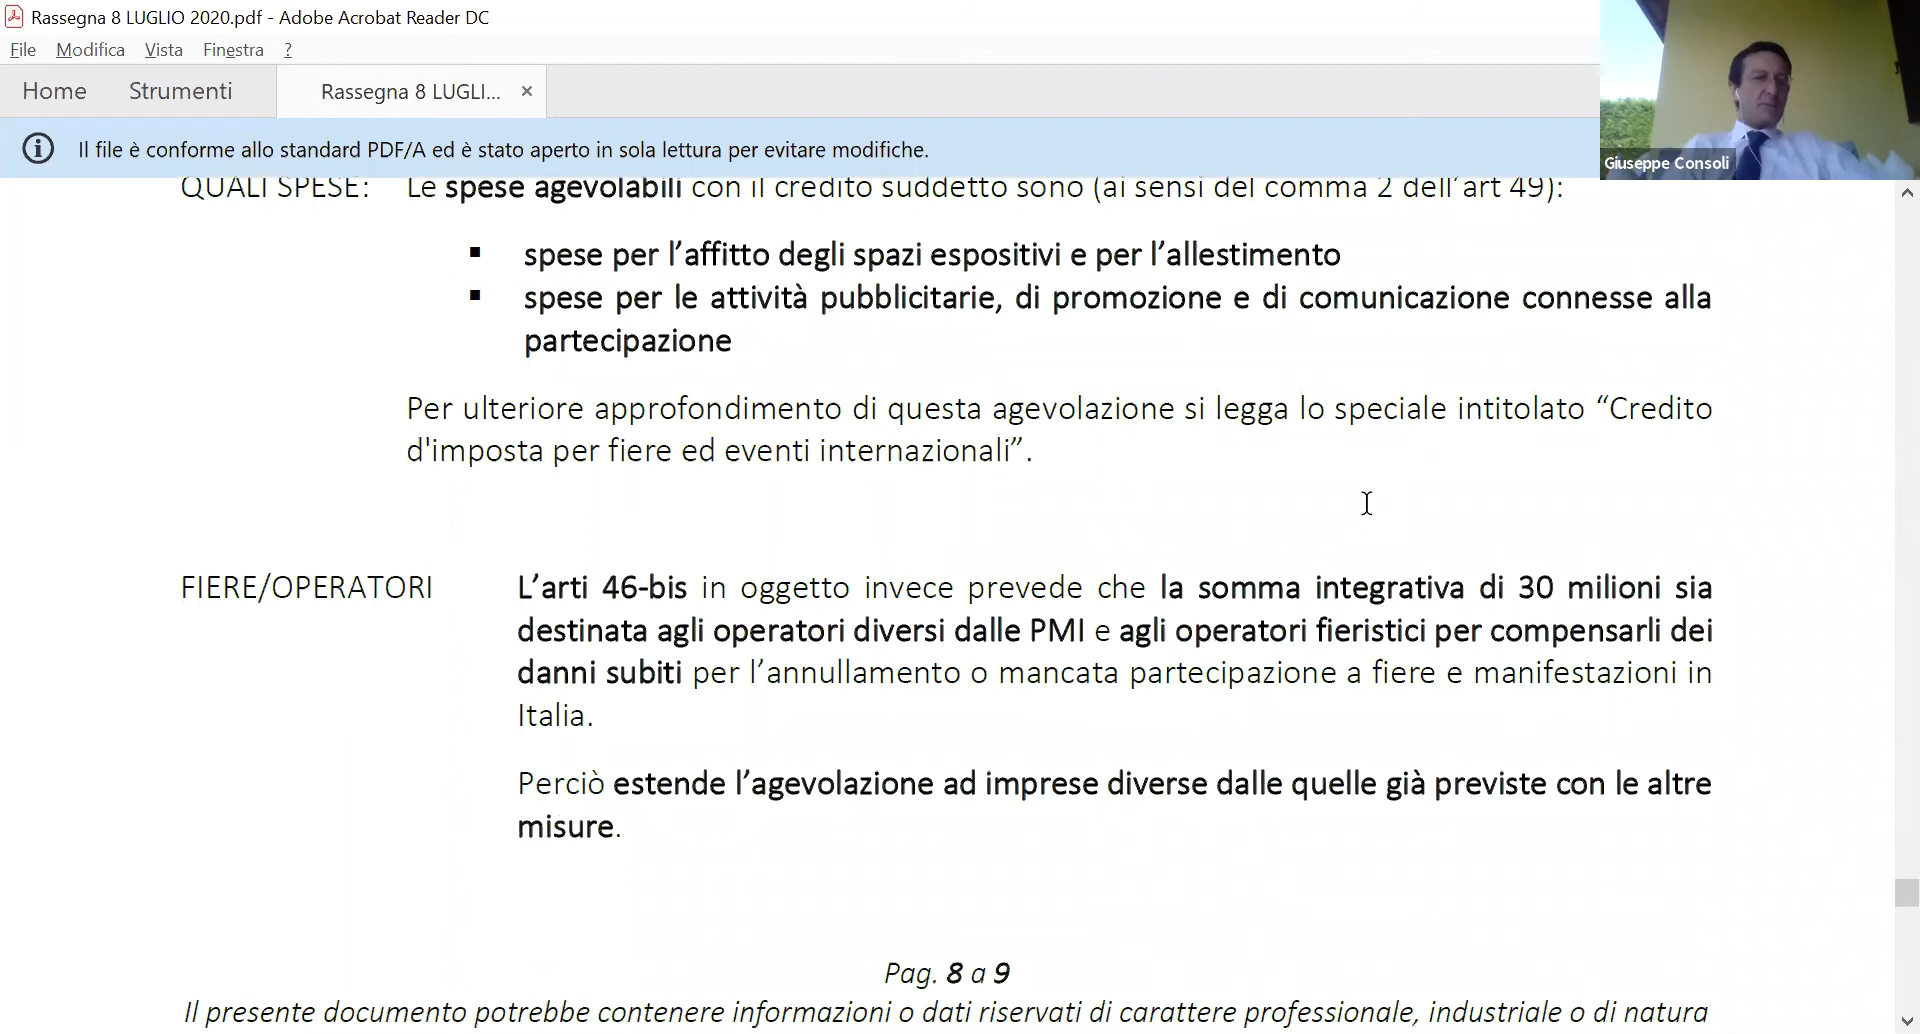 Rassegna 8 LUGLIO 2020.pdf - Adobe Acrobat Reader DC
File Modifica Vista Finestra ?
Home Strumenti Rassegna 8 LUGLI... ×
Il file è conforme allo standard PDF/A ed è stato aperto in sola lettura per evitare modifiche.
Giuseppe Consoli
QUALI SPESE: Le spese agevolabili con il credito suddetto sono (ai sensi del comma 2 dell’art 49):
▪ spese per l’affitto degli spazi espositivi e per l’allestimento
▪ spese per le attività pubblicitarie, di promozione e di comunicazione connesse alla
partecipazione
Per ulteriore approfondimento di questa agevolazione si legga lo speciale intitolato “Credito
d'imposta per fiere ed eventi internazionali”.
FIERE/OPERATORI L’arti 46-bis in oggetto invece prevede che la somma integrativa di 30 milioni sia
destinata agli operatori diversi dalle PMI e agli operatori fieristici per compensarli dei
danni subiti per l’annullamento o mancata partecipazione a fiere e manifestazioni in
Italia.
Perciò estende l’agevolazione ad imprese diverse dalle quelle già previste con le altre
misure.
Pag. 8 a 9
Il presente documento potrebbe contenere informazioni o dati riservati di carattere professionale, industriale o di natura